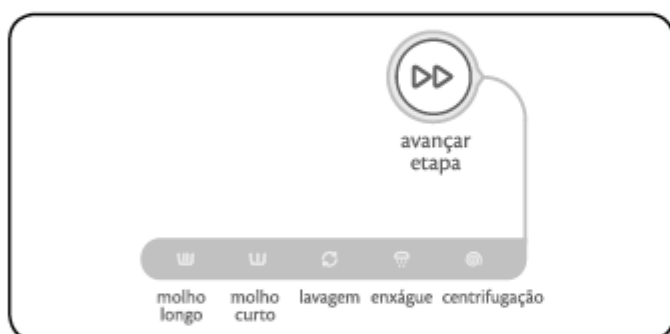 avançar
etapa
molho longo
molho curto
lavagem
enxágue
centrifugação